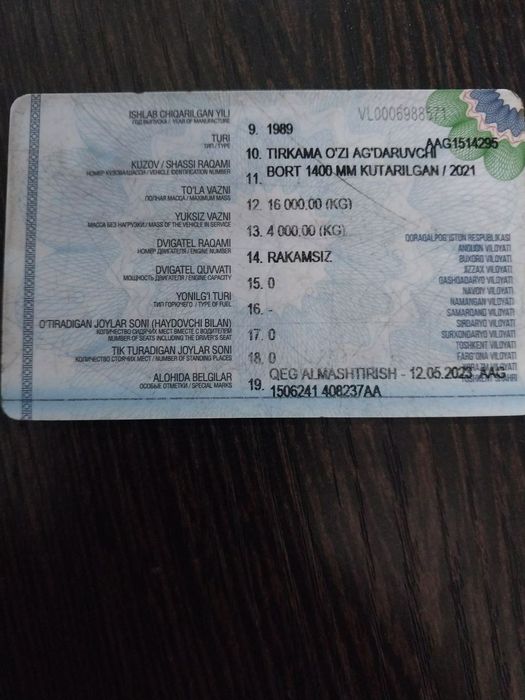 VL0006988571
ISHLAB CHIQARILGAN YILI
ГОД ВЫПУСКА / YEAR OF MANUFACTURE
9. 1989
TURI
ТИП / TYPE
AAG1514295
10. TIRKAMA O'ZI AG'DARUVCHI
KUZOV / SHASSI RAQAMI
НОМЕР КУЗОВА/ШАССИ / VEHICLE IDENTIFICATION NUMBER
11. BORT 1400 MM KUTARILGAN / 2021
TO'LA VAZNI
ПОЛНАЯ МАССА / MAXIMUM MASS
12. 16 000,00 (KG)
YUKSIZ VAZNI
МАССА БЕЗ НАГРУЗКИ / MASS OF THE VEHICLE IN SERVICE
13. 4 000,00 (KG)
DVIGATEL RAQAMI
НОМЕР ДВИГАТЕЛЯ / ENGINE NUMBER
14. RAKAMSIZ
DVIGATEL QUVVATI
МОЩНОСТЬ ДВИГАТЕЛЯ / ENGINE CAPACITY
15. 0
YONILG'I TURI
ТИП ГОРЮЧЕГО / TYPE OF FUEL
16. -
O'TIRADIGAN JOYLAR SONI (HAYDOVCHI BILAN)
КОЛИЧЕСТВО СИДЯЧИХ МЕСТ ВМЕСТЕ С ВОДИТЕЛЕМ
NUMBER OF SEATS INCLUDING THE DRIVER'S SEAT
17. 0
TIK TURADIGAN JOYLAR SONI
КОЛИЧЕСТВО СТОЯЧИХ МЕСТ / NUMBER OF STANDING PLACES
18. 0
ALOHIDA BELGILAR
ОСОБЫЕ ОТМЕТКИ / SPECIAL MARKS
19. QEG ALMASHTIRISH - 12.05.2023 AAG
1506241 408237AA
QORAQALPOG'ISTON RESPUBLIKASI
ANDIJON VILOYATI
BUXORO VILOYATI
JIZZAX VILOYATI
QASHQADARYO VILOYATI
NAVOIY VILOYATI
NAMANGAN VILOYATI
SAMARQAND VILOYATI
SIRDARYO VILOYATI
SURXONDARYO VILOYATI
TOSHKENT VILOYATI
FARG'ONA VILOYATI